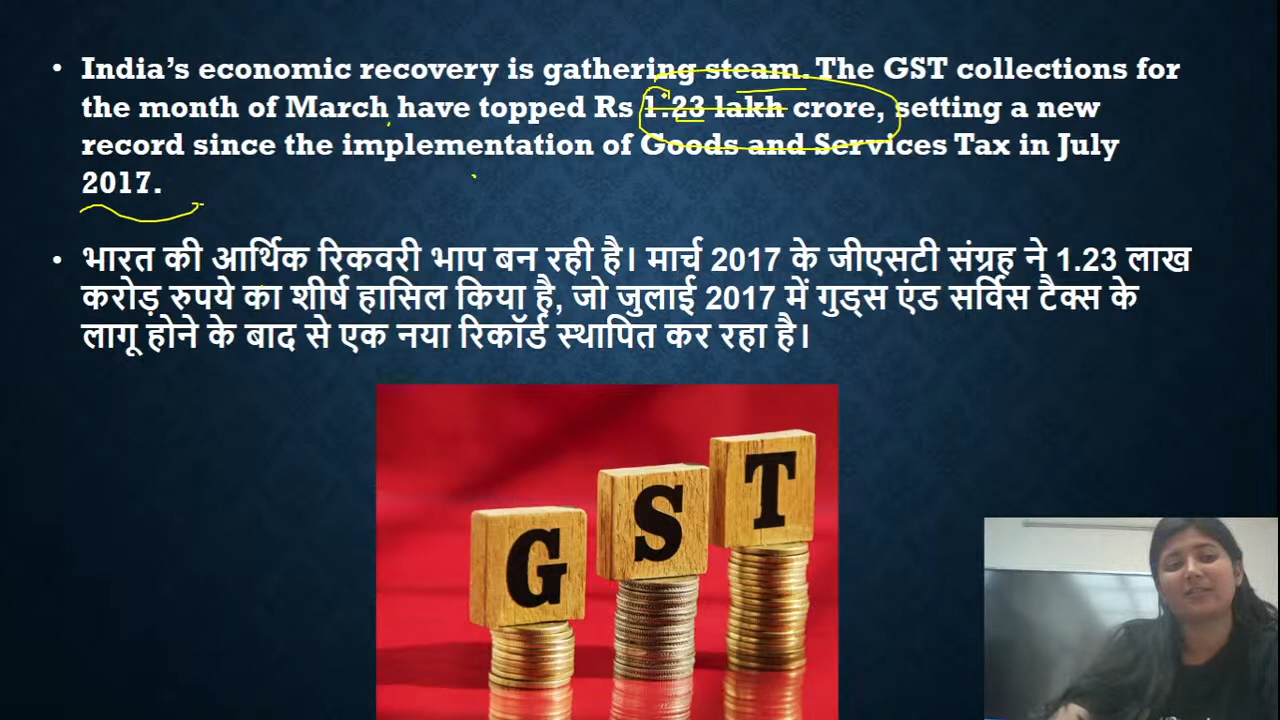 • India’s economic recovery is gathering steam. The GST collections for
the month of March have topped Rs 1.23 lakh crore, setting a new
record since the implementation of Goods and Services Tax in July
2017.
• भारत की आर्थिक रिकवरी भाप बन रही है। मार्च 2017 के जीएसटी संग्रह ने 1.23 लाख
करोड़ रुपये का शीर्ष हासिल किया है, जो जुलाई 2017 में गुड्स एंड सर्विस टैक्स के
लागू होने के बाद से एक नया रिकॉर्ड स्थापित कर रहा है।
G S T